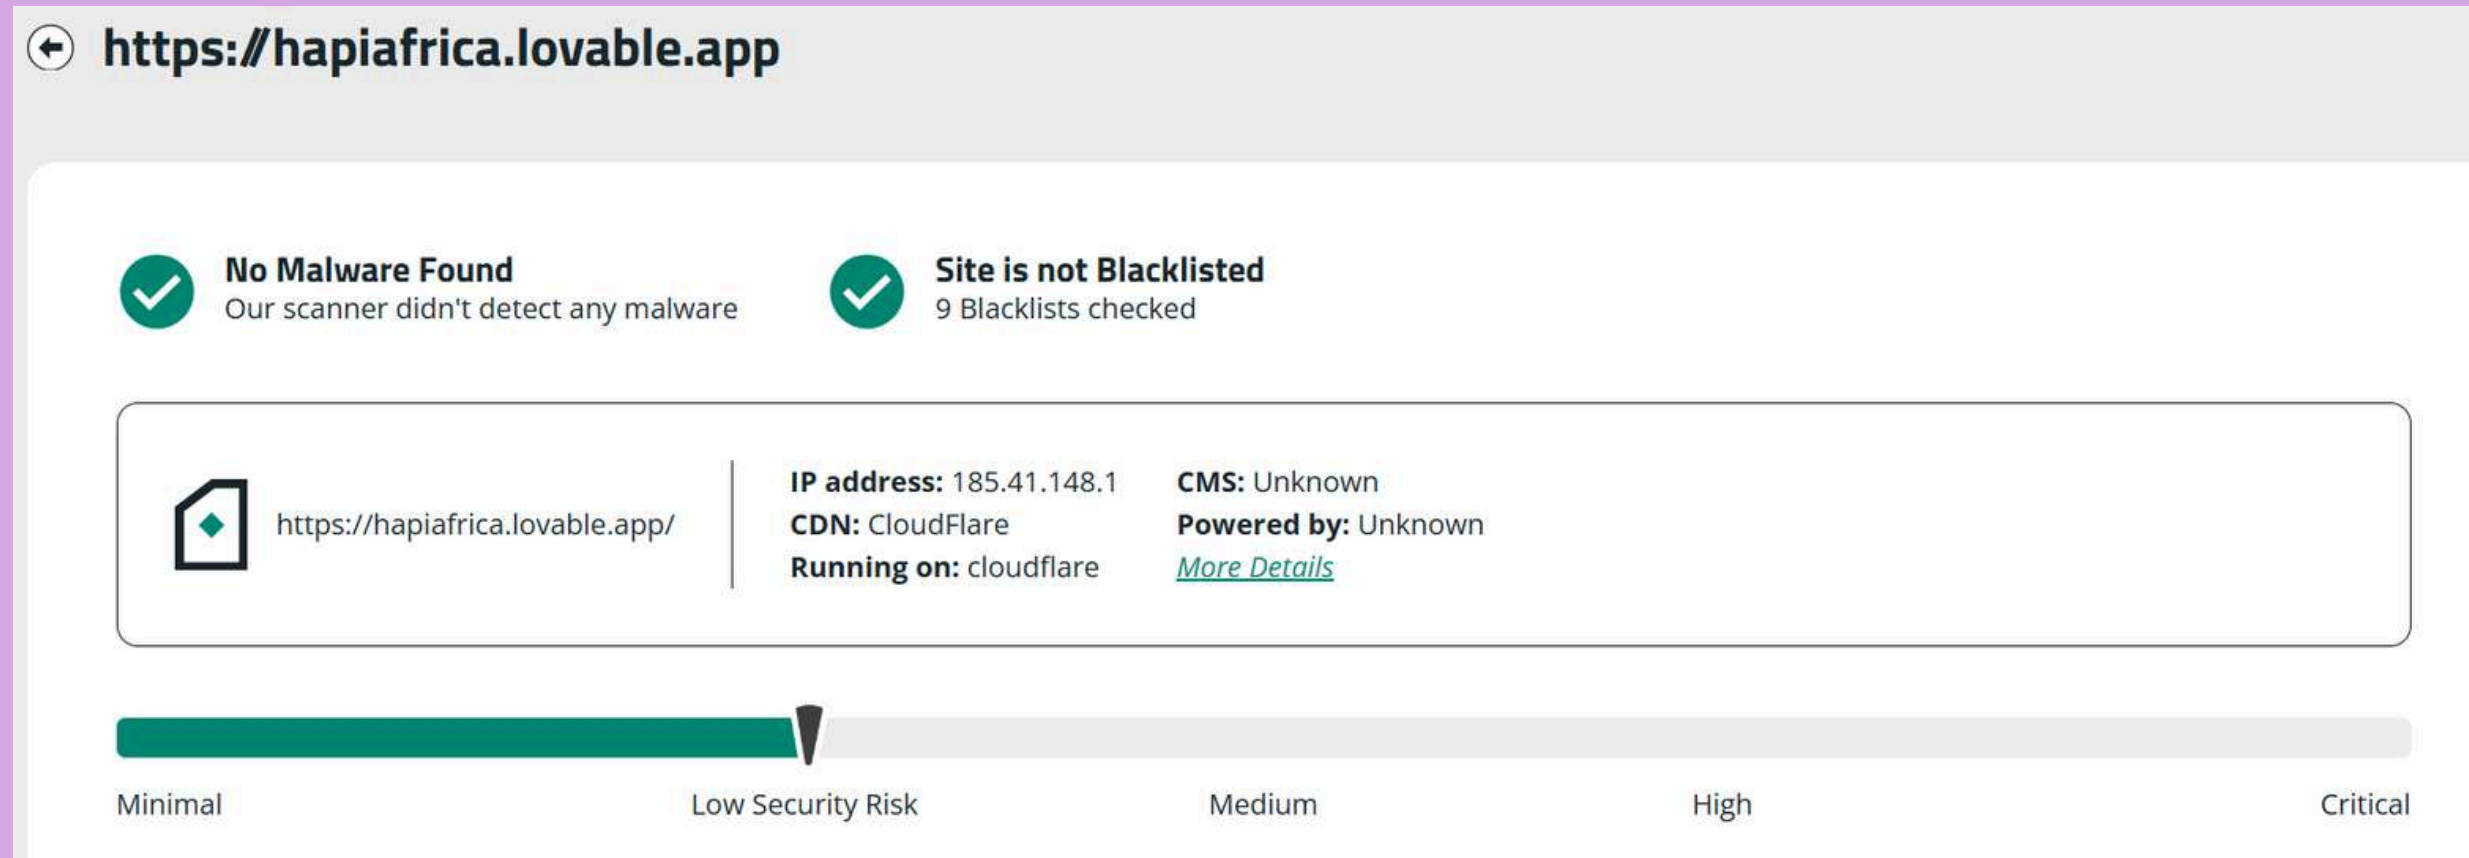 https://hapiafrica.lovable.app
No Malware Found
Our scanner didn't detect any malware
Site is not Blacklisted
9 Blacklists checked
https://hapiafrica.lovable.app/
IP address: 185.41.148.1
CDN: CloudFlare
Running on: cloudflare
CMS: Unknown
Powered by: Unknown
More Details
Minimal
Low Security Risk
Medium
High
Critical